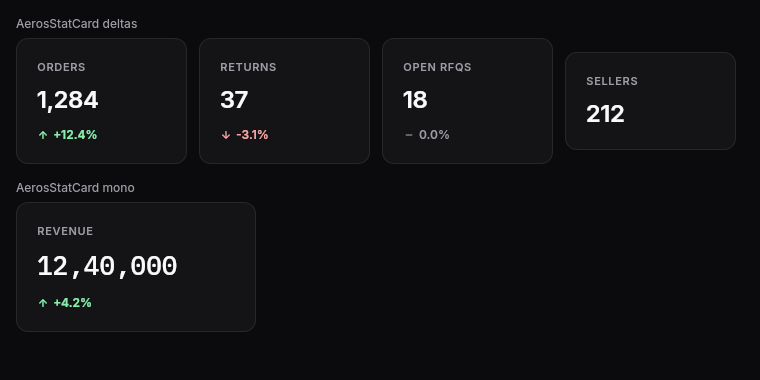 AerosStatCard deltas
ORDERS
1,284
↑ +12.4%
RETURNS
37
↓ -3.1%
OPEN RFQS
18
— 0.0%
SELLERS
212
AerosStatCard mono
REVENUE
12,40,000
↑ +4.2%